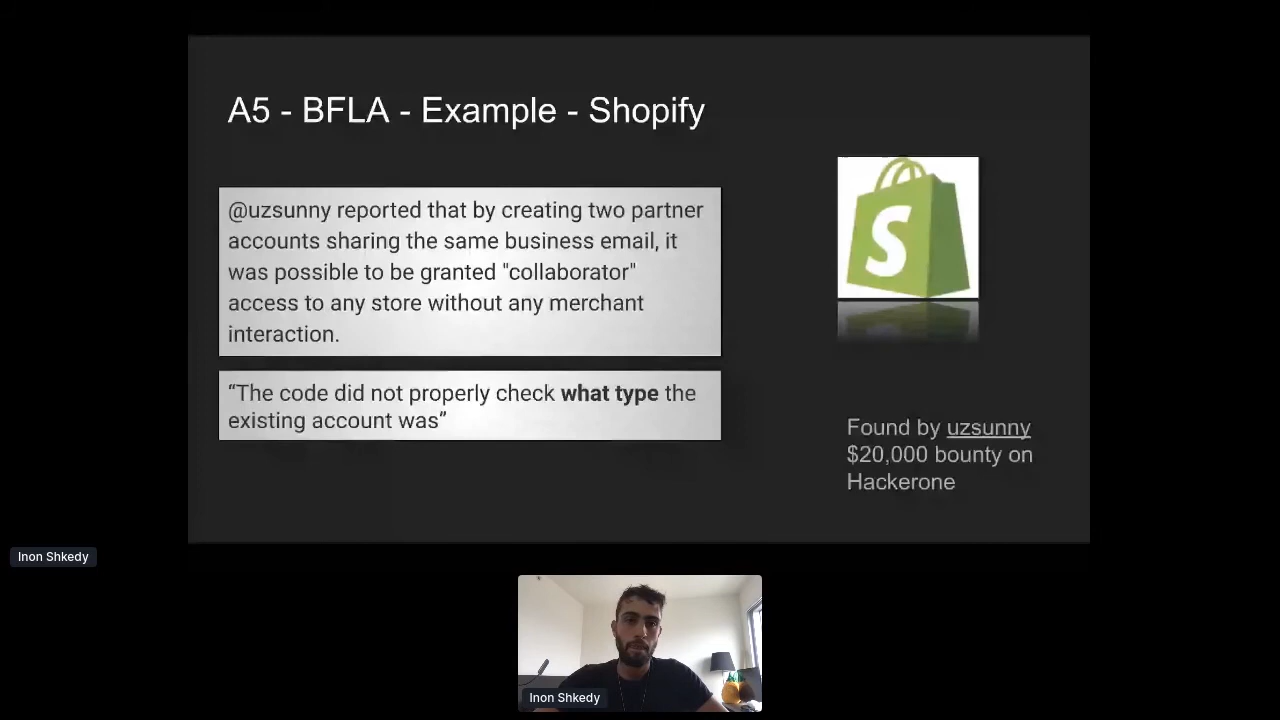 A5 - BFLA - Example - Shopify
@uzsunny reported that by creating two partner
accounts sharing the same business email, it
was possible to be granted "collaborator"
access to any store without any merchant
interaction.
“The code did not properly check what type the
existing account was”
S
Found by uzsunny
$20,000 bounty on
Hackerone
Inon Shkedy
Inon Shkedy